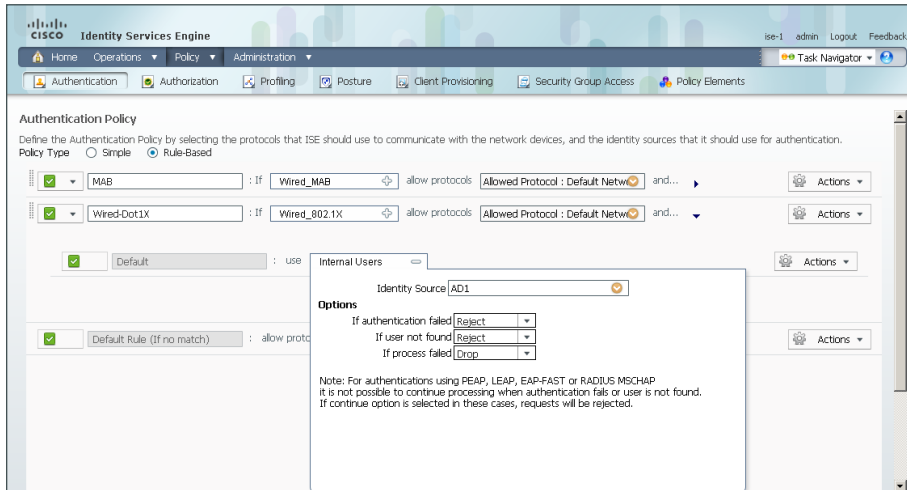 CISCO Identity Services Engine ise-1 admin Logout Feedback
Home Operations Policy Administration Task Navigator
Authentication Authorization Profiling Posture Client Provisioning Security Group Access Policy Elements
Authentication Policy
Define the Authentication Policy by selecting the protocols that ISE should use to communicate with the network devices, and the identity sources that it should use for authentication.
Policy Type Simple Rule-Based
MAB : If Wired_MAB allow protocols Allowed Protocol : Default Netw and... Actions
Wired-Dot1X : If Wired_802.1X allow protocols Allowed Protocol : Default Netw and... Actions
Default : use Internal Users Actions
Identity Source AD1
Options
If authentication failed Reject
If user not found Reject
Default Rule (If no match) : allow proto Actions
If process failed Drop
Note: For authentications using PEAP, LEAP, EAP-FAST or RADIUS MSCHAP
it is not possible to continue processing when authentication fails or user is not found.
If continue option is selected in these cases, requests will be rejected.